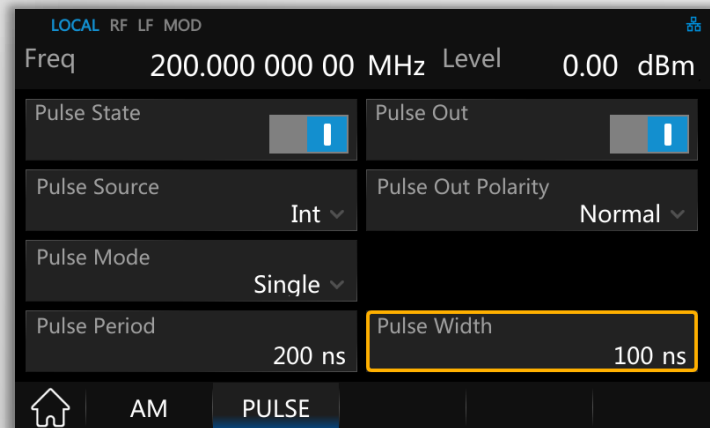 LOCAL RF LF MOD
Freq 200.000 000 00 MHz Level 0.00 dBm
Pulse State Pulse Out
Pulse Source Pulse Out Polarity
Int Normal
Pulse Mode
Single
Pulse Period Pulse Width
200 ns 100 ns
AM PULSE